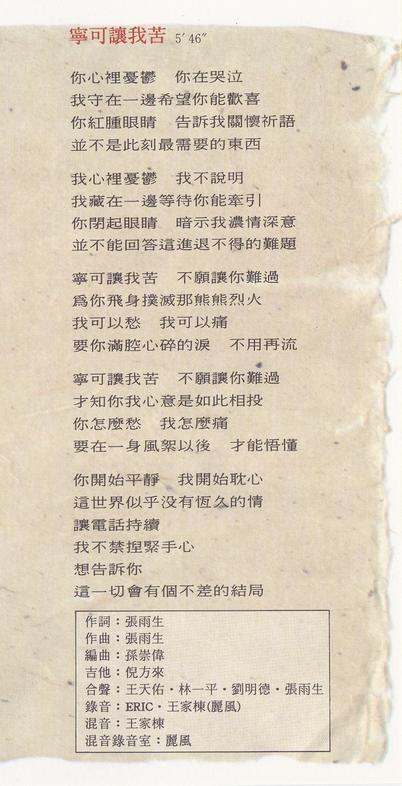 寧可讓我苦 5′46″
你心裡憂鬱 你在哭泣
我守在一邊希望你能歡喜
你紅腫眼睛 告訴我關懷祈語
並不是此刻最需要的東西
我心裡憂鬱 我不說明
我藏在一邊等待你能牽引
你閉起眼睛 暗示我濃情深意
並不能回答這進退不得的難題
寧可讓我苦 不願讓你難過
爲你飛身撲滅那熊熊烈火
我可以愁 我可以痛
要你滿腔心碎的淚 不用再流
寧可讓我苦 不願讓你難過
才知你我心意是如此相投
你怎麼愁 我怎麼痛
要在一身風絮以後 才能悟懂
你開始平靜 我開始耽心
這世界似乎沒有恆久的情
讓電話持續
我不禁捏緊手心
想告訴你
這一切會有個不差的結局
作詞：張雨生
作曲：張雨生
編曲：孫崇偉
吉他：倪方來
合聲：王天佑・林一平・劉明德・張雨生
錄音：ERIC・王家棟(麗風)
混音：王家棟
混音錄音室：麗風